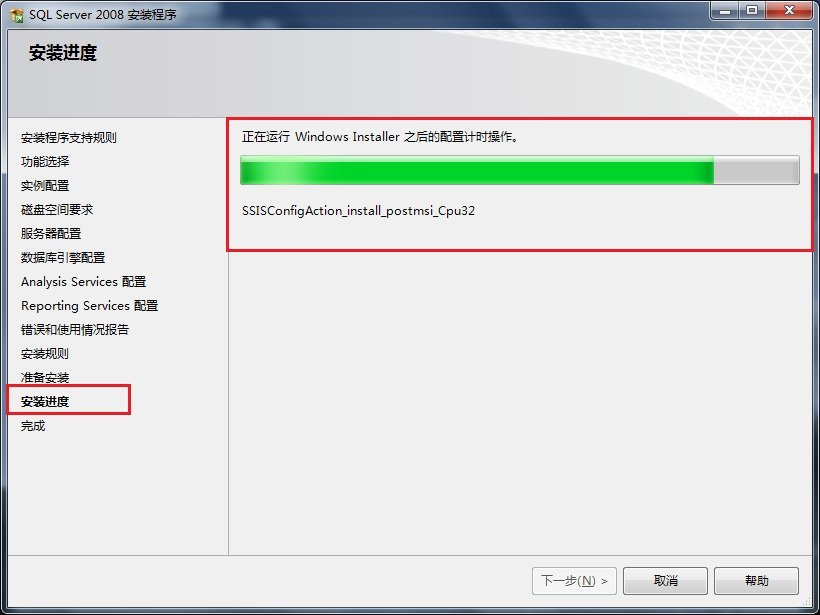 SQL Server 2008 安装程序
安装进度
安装程序支持规则
功能选择
实例配置
磁盘空间要求
服务器配置
数据库引擎配置
Analysis Services 配置
Reporting Services 配置
错误和使用情况报告
安装规则
准备安装
安装进度
完成
正在运行 Windows Installer 之后的配置计时操作。
SSISConfigAction_install_postmsi_Cpu32
下一步(N) >
取消
帮助